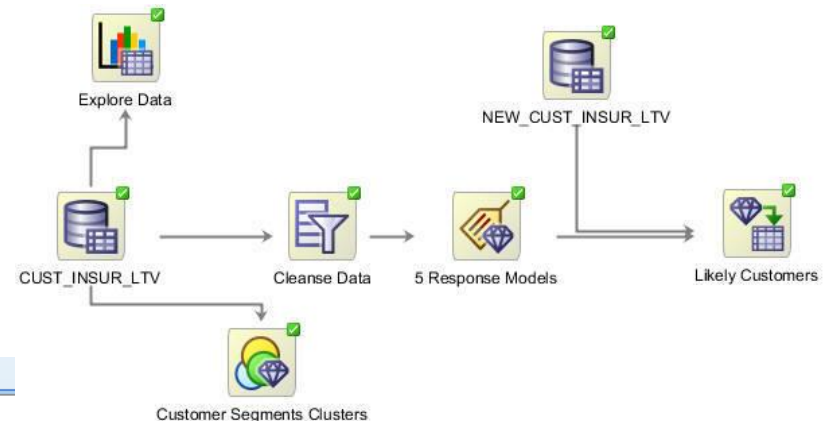 Explore Data
NEW_CUST_INSUR_LTV
CUST_INSUR_LTV
Cleanse Data
5 Response Models
Likely Customers
Customer Segments Clusters